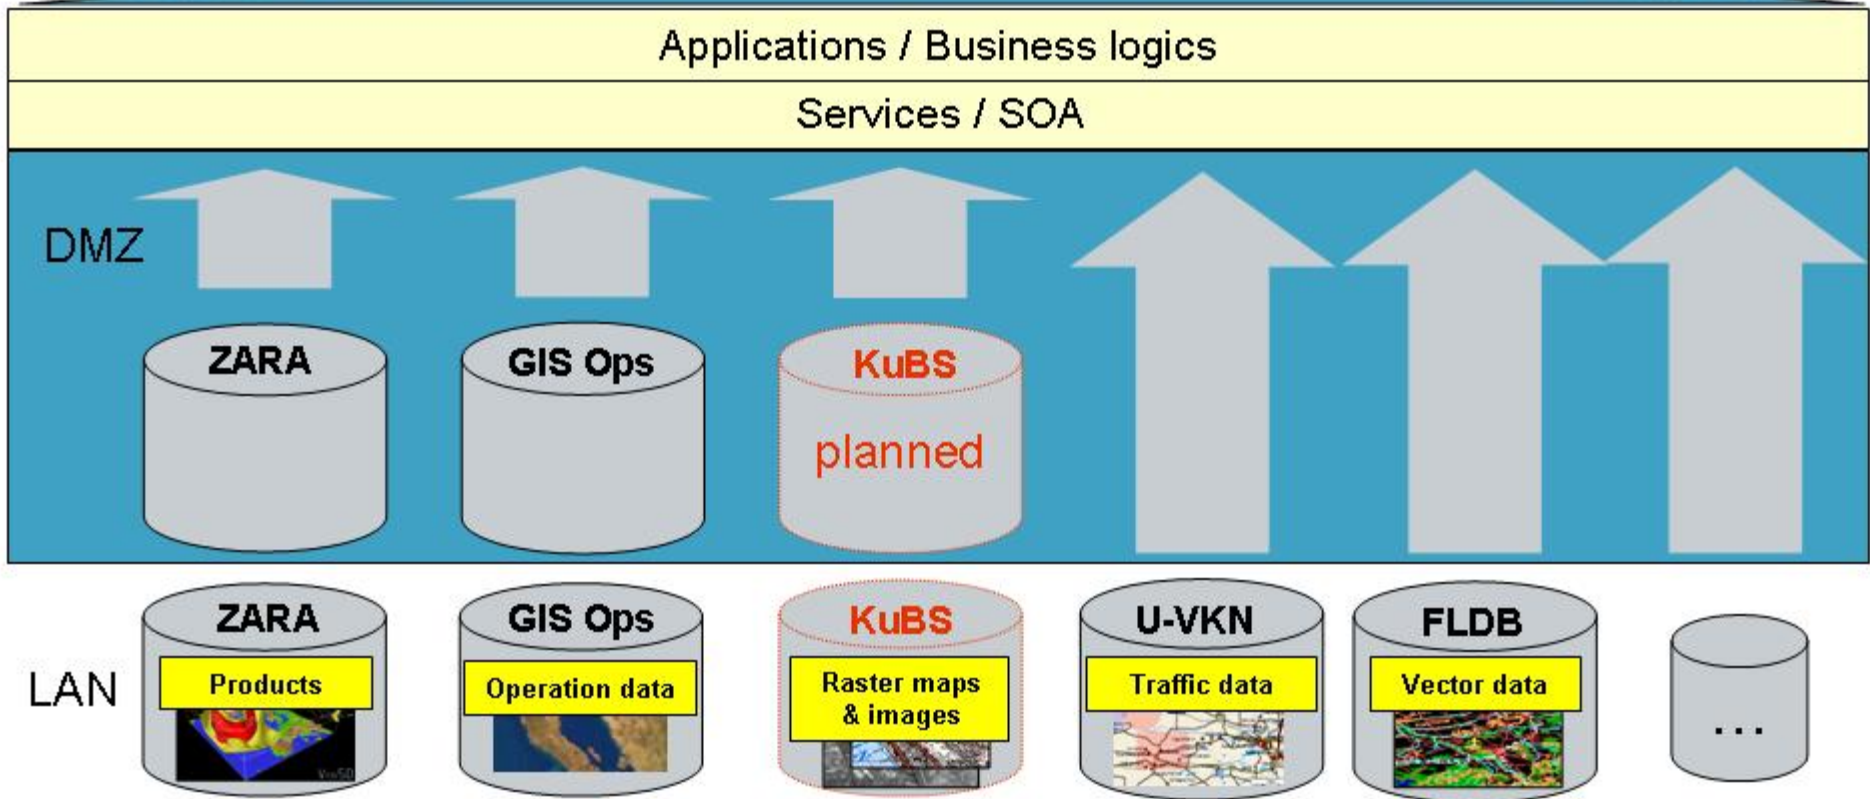 Applications / Business logics
Services / SOA
DMZ
ZARA
GIS Ops
KuBS
planned
ZARA
GIS Ops
KuBS
U-VKN
FLDB
LAN
Products
Operation data
Raster maps
& images
Traffic data
Vector data
...